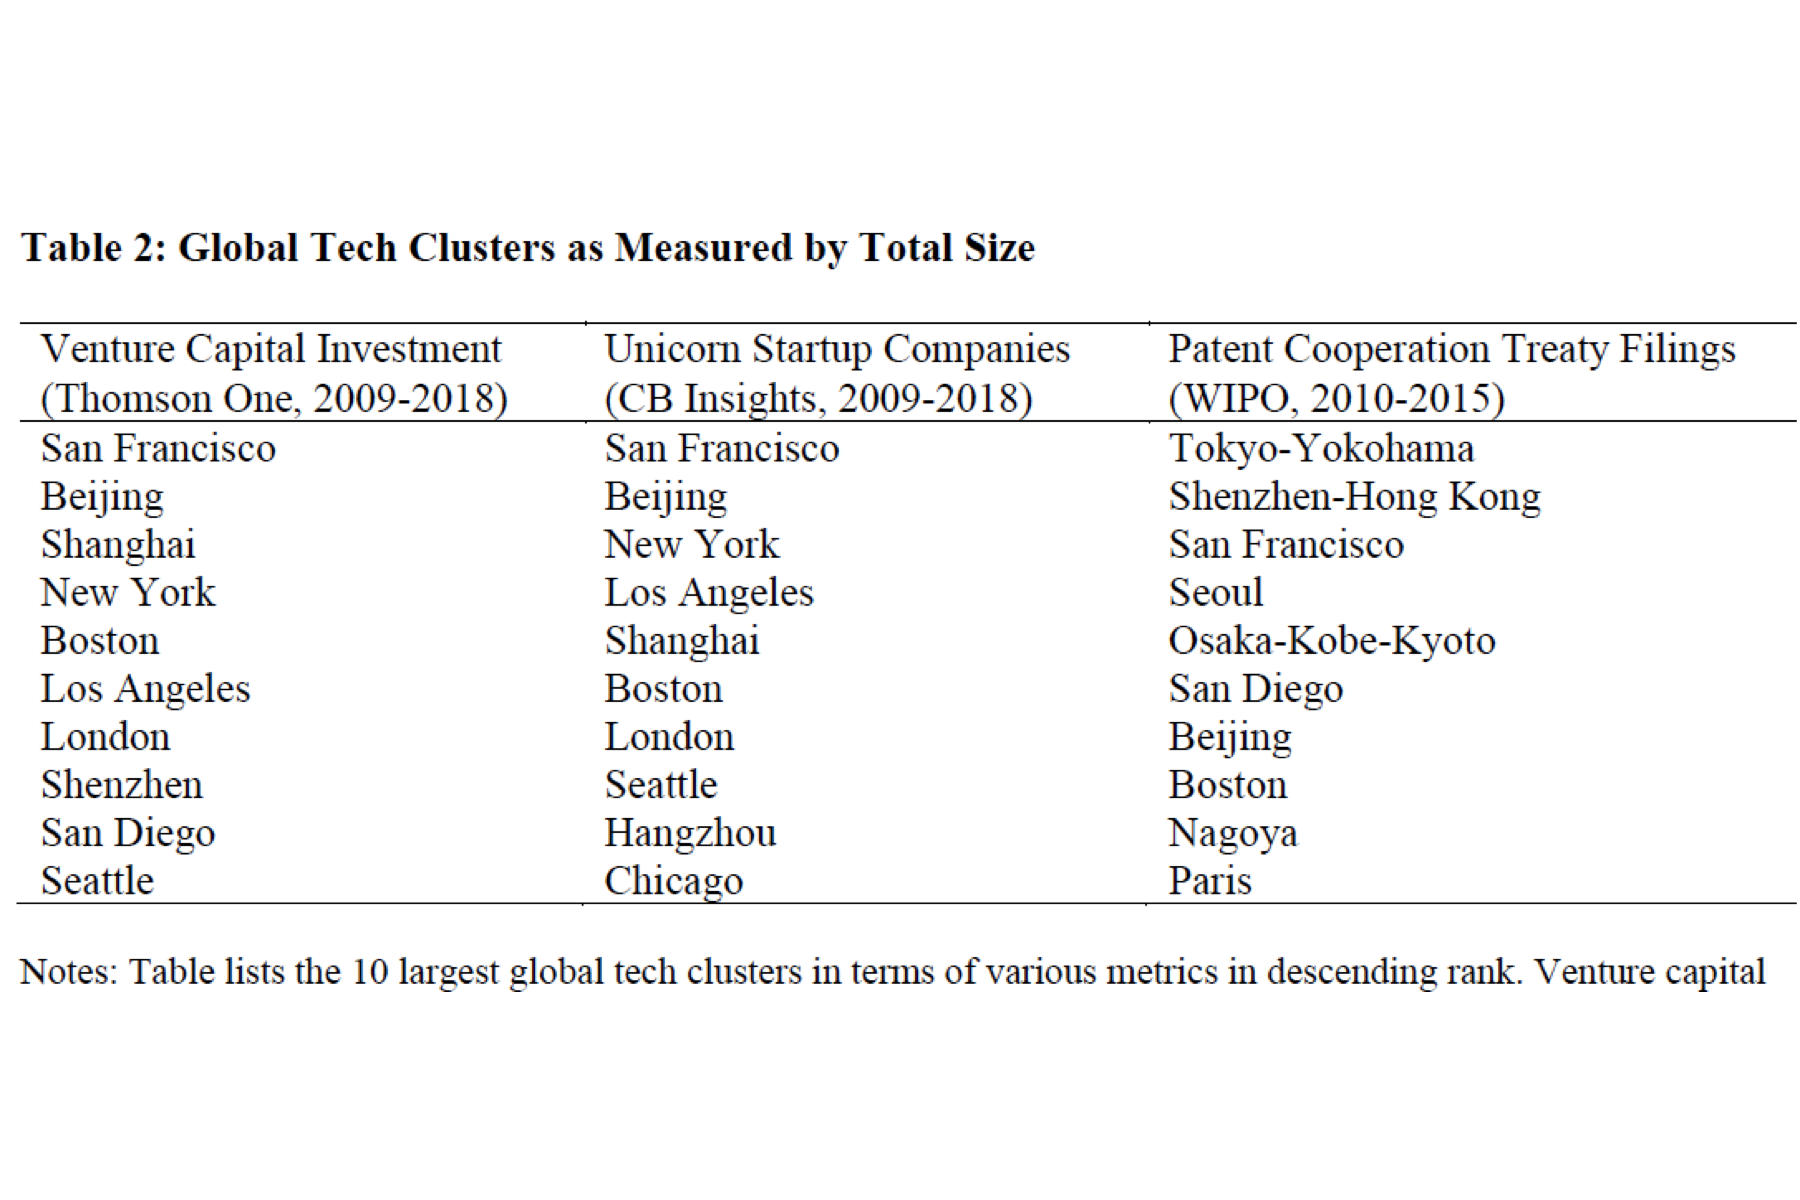 Table 2: Global Tech Clusters as Measured by Total Size
Venture Capital Investment Unicorn Startup Companies Patent Cooperation Treaty Filings
(Thomson One, 2009-2018) (CB Insights, 2009-2018) (WIPO, 2010-2015)
San Francisco San Francisco Tokyo-Yokohama
Beijing Beijing Shenzhen-Hong Kong
Shanghai New York San Francisco
New York Los Angeles Seoul
Boston Shanghai Osaka-Kobe-Kyoto
Los Angeles Boston San Diego
London London Beijing
Shenzhen Seattle Boston
San Diego Hangzhou Nagoya
Seattle Chicago Paris
Notes: Table lists the 10 largest global tech clusters in terms of various metrics in descending rank. Venture capital